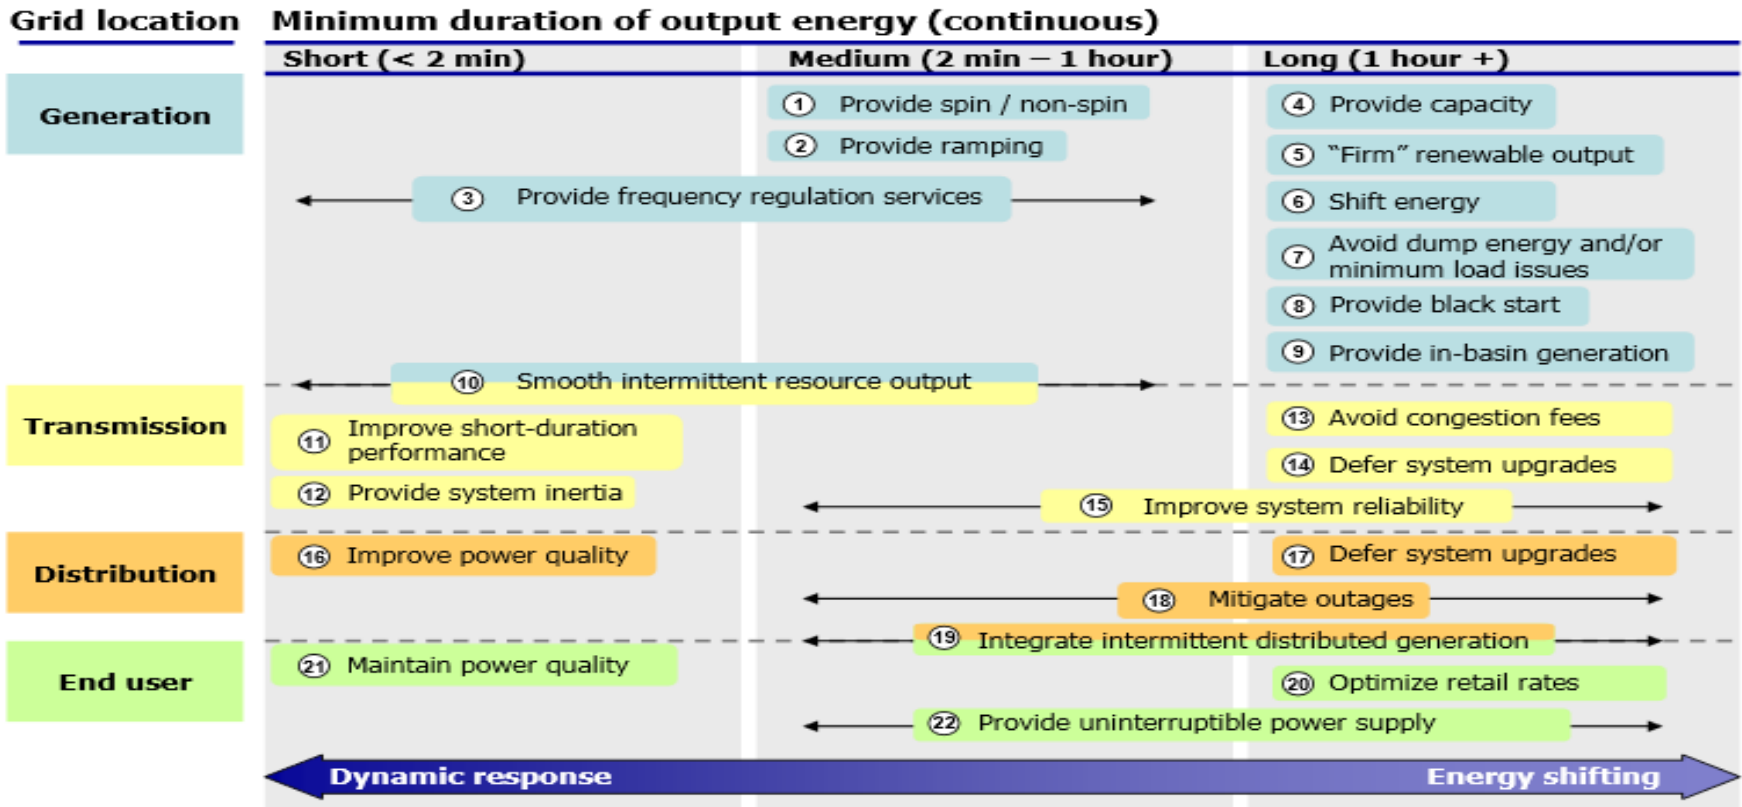 Grid location
Minimum duration of output energy (continuous)
Short (< 2 min)
Medium (2 min – 1 hour)
Long (1 hour +)
Generation
1 Provide spin / non-spin
2 Provide ramping
3 Provide frequency regulation services
4 Provide capacity
5 "Firm" renewable output
6 Shift energy
7 Avoid dump energy and/or
minimum load issues
8 Provide black start
9 Provide in-basin generation
10 Smooth intermittent resource output
Transmission
11 Improve short-duration
performance
12 Provide system inertia
13 Avoid congestion fees
14 Defer system upgrades
15 Improve system reliability
Distribution
16 Improve power quality
17 Defer system upgrades
18 Mitigate outages
19 Integrate intermittent distributed generation
End user
21 Maintain power quality
20 Optimize retail rates
22 Provide uninterruptible power supply
Dynamic response
Energy shifting